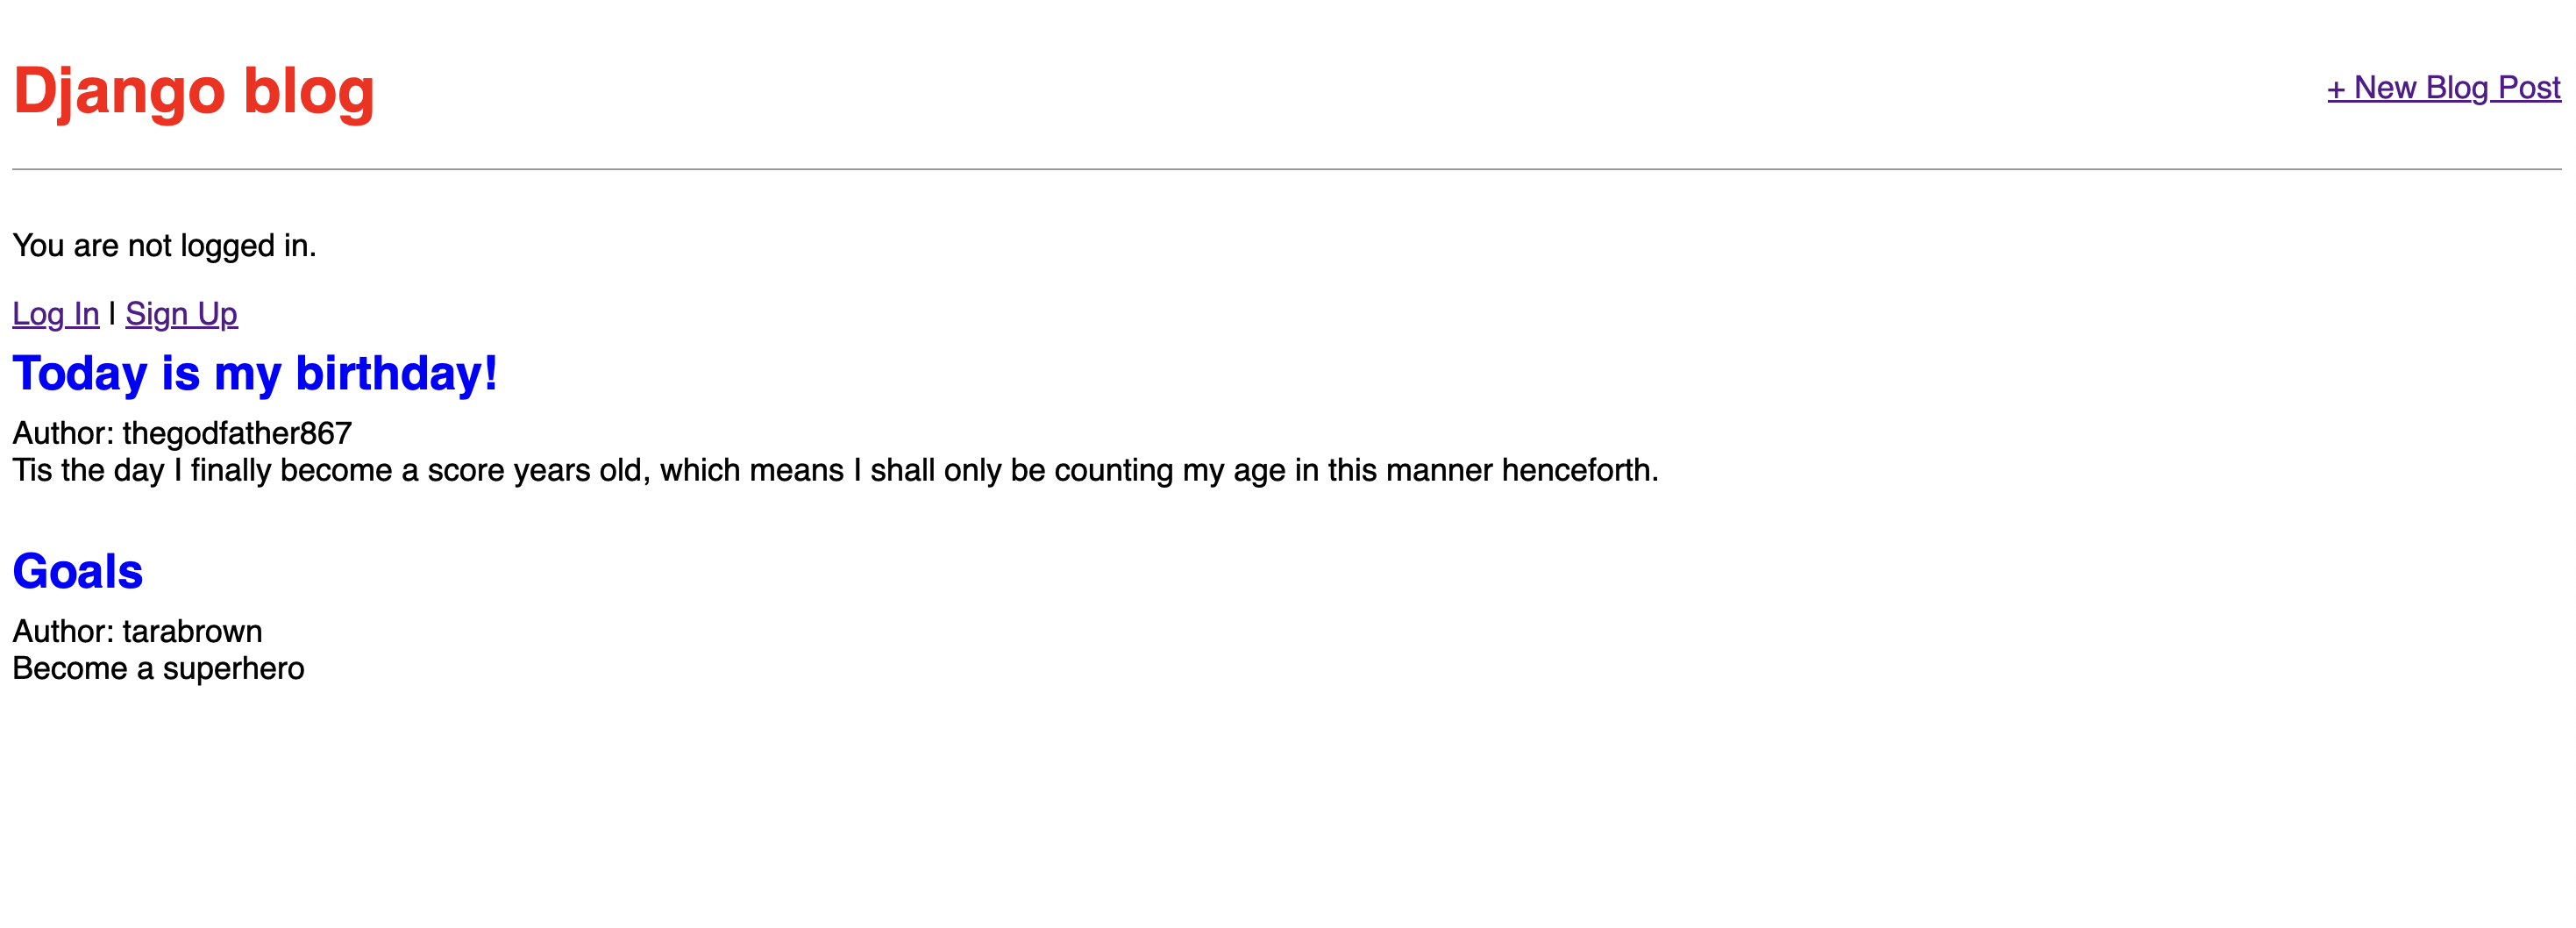 Django blog
+ New Blog Post
You are not logged in.
Log In | Sign Up
Today is my birthday!
Author: thegodfather867
Tis the day I finally become a score years old, which means I shall only be counting my age in this manner henceforth.
Goals
Author: tarabrown
Become a superhero